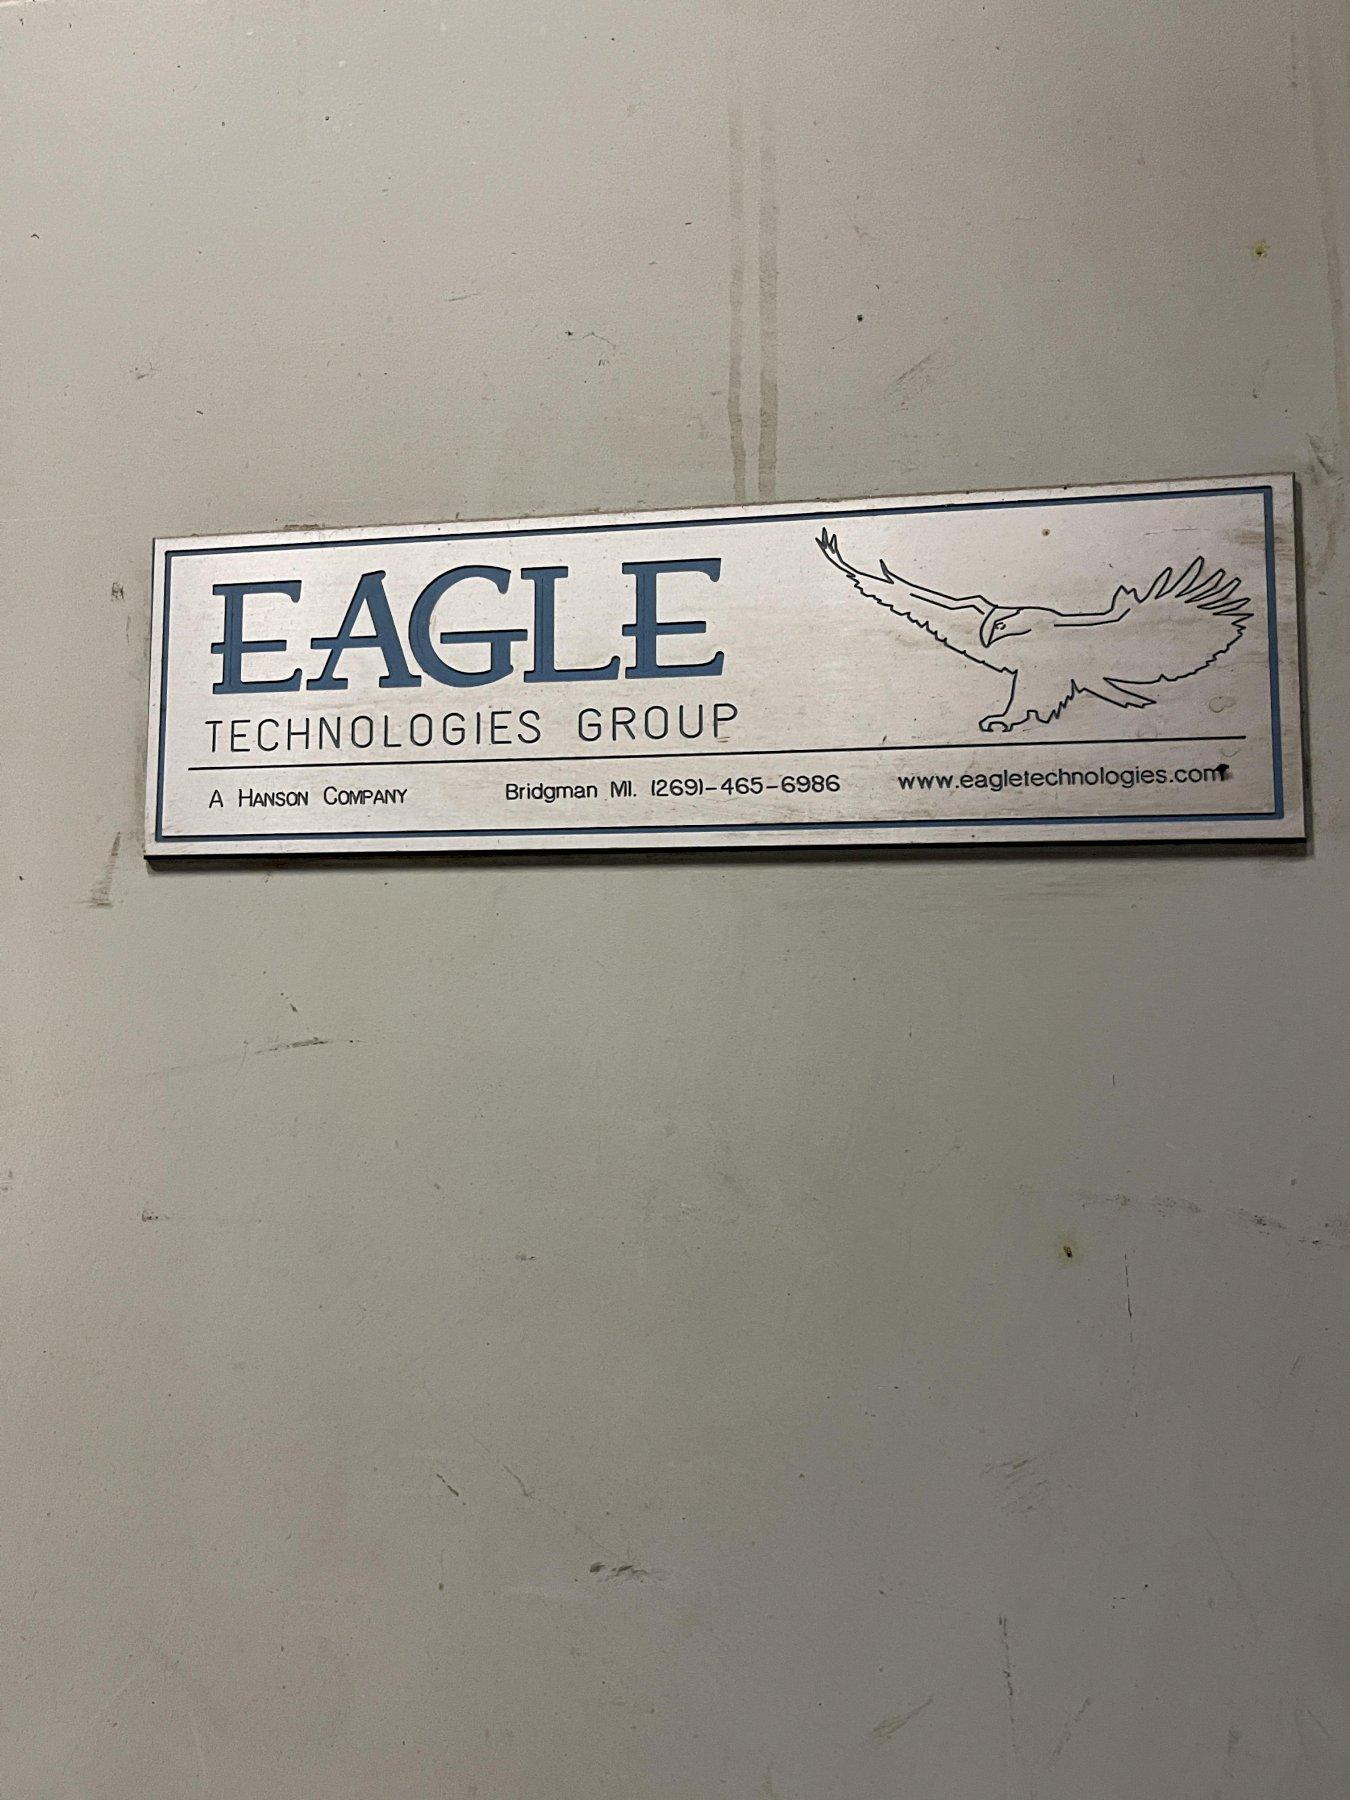 EAGLE
TECHNOLOGIES GROUP
A HANSON COMPANY Bridgman MI. (269)-465-6986 www.eagletechnologies.com